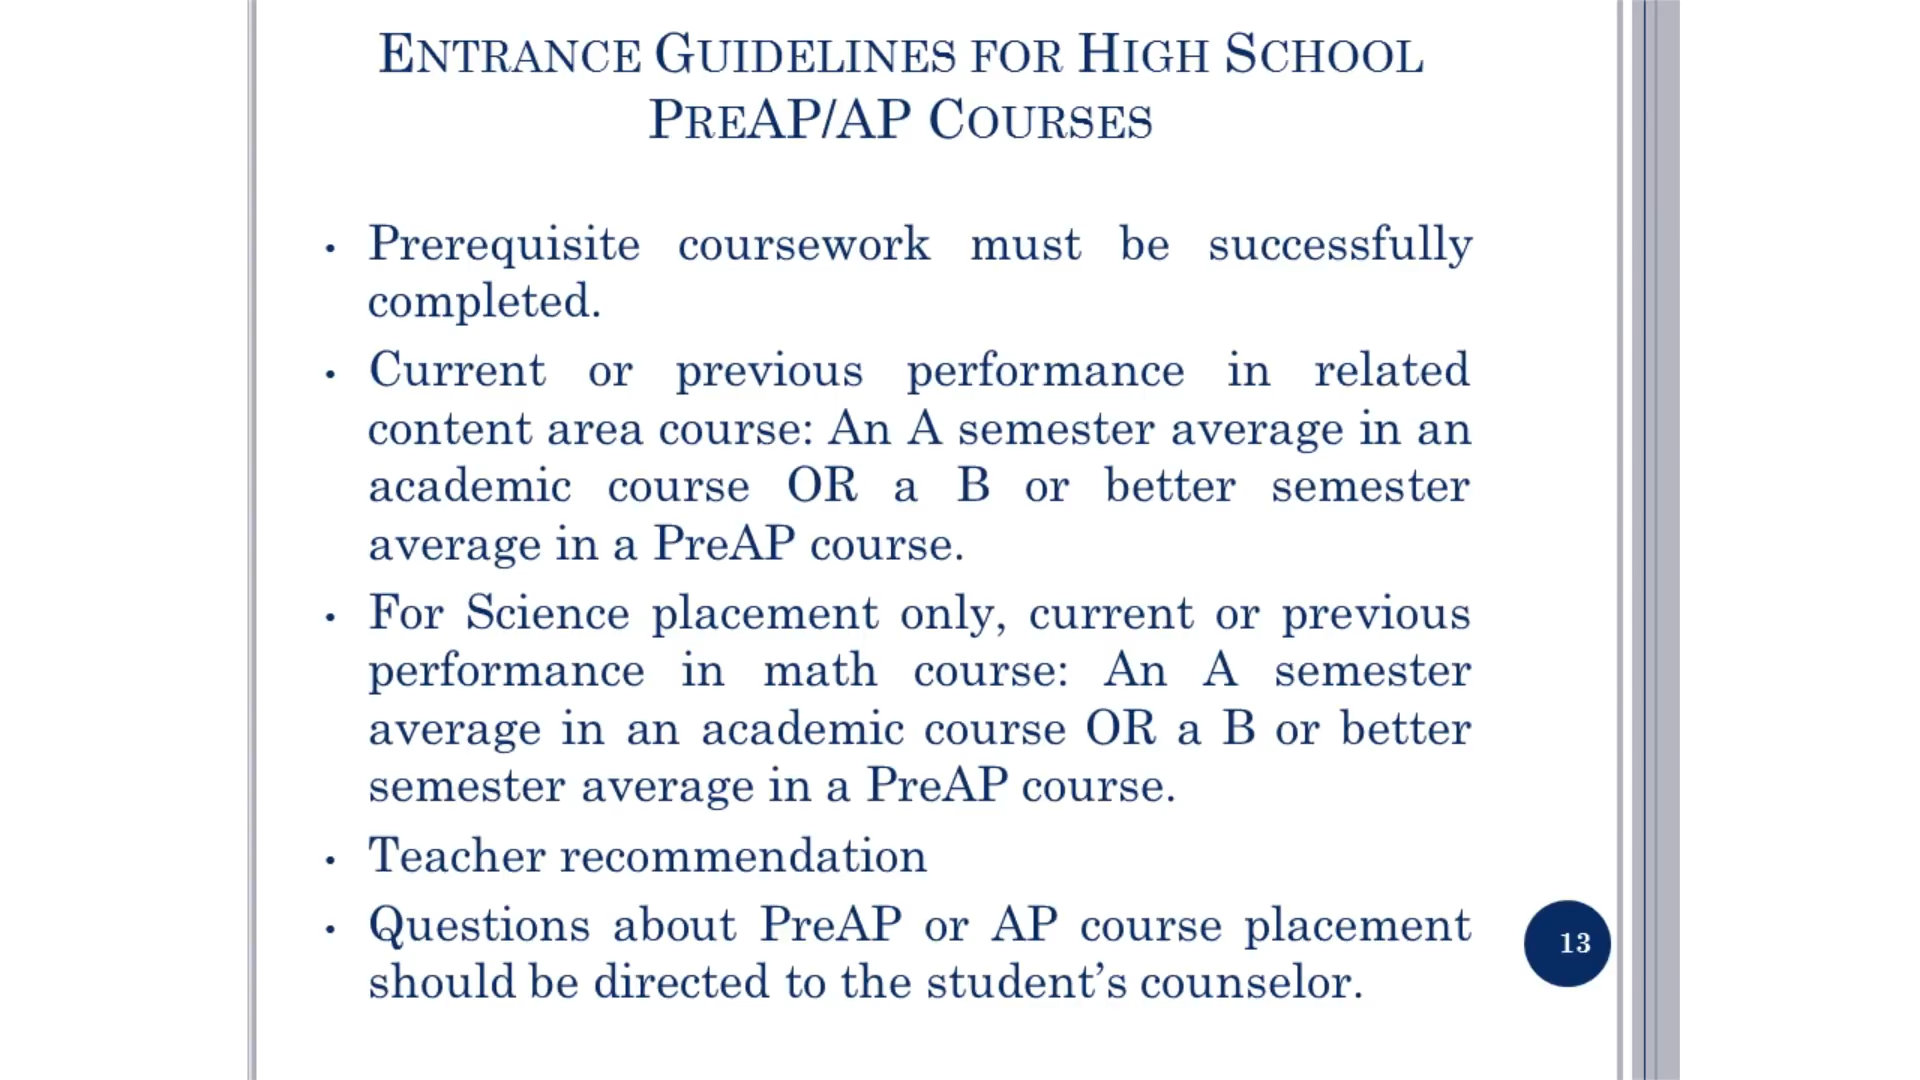 ENTRANCE GUIDELINES FOR HIGH SCHOOL
PREAP/AP COURSES
• Prerequisite coursework must be successfully
completed.
• Current or previous performance in related
content area course: An A semester average in an
academic course OR a B or better semester
average in a PreAP course.
• For Science placement only, current or previous
performance in math course: An A semester
average in an academic course OR a B or better
semester average in a PreAP course.
• Teacher recommendation
• Questions about PreAP or AP course placement
should be directed to the student’s counselor.
13